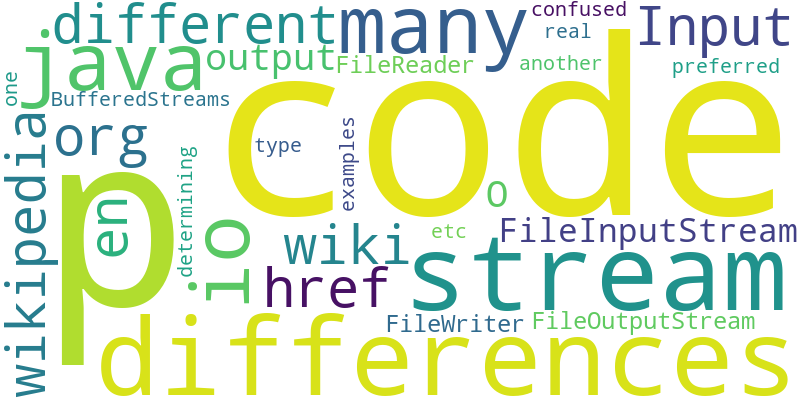 different
many
confused
Input
real
java
output
FileReader
another
preferred
one
BufferedStreams
code
wikipedia
org
type
examples
p
en
determining
io
O
wiki
etc
FileInputStream
href
stream
FileWriter
FileOutputStream
differences